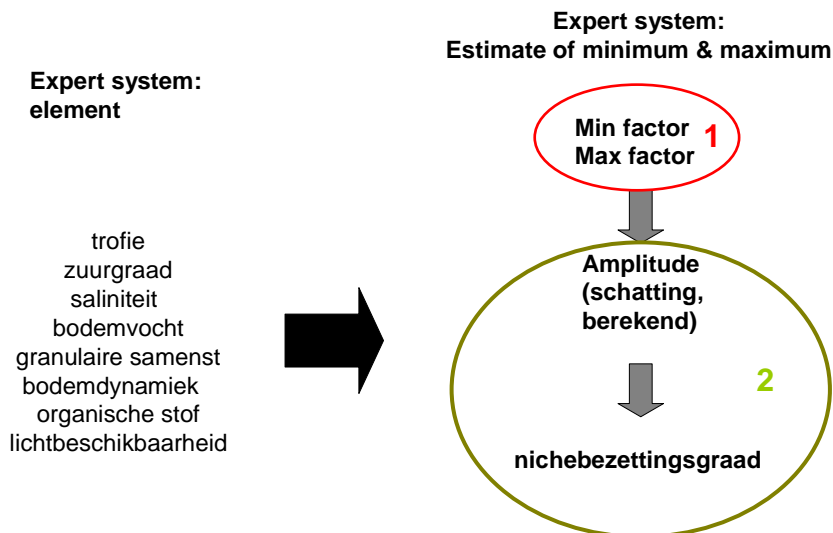 Expert system:
element
trofie
zuurgraad
saliniteit
bodemvocht
granulaire samenst
bodemdynamiek
organische stof
lichtbeschikbaarheid
Expert system:
Estimate of minimum & maximum
Min factor
Max factor
1
Amplitude
(schatting,
berekend)
2
nichebezettingsgraad